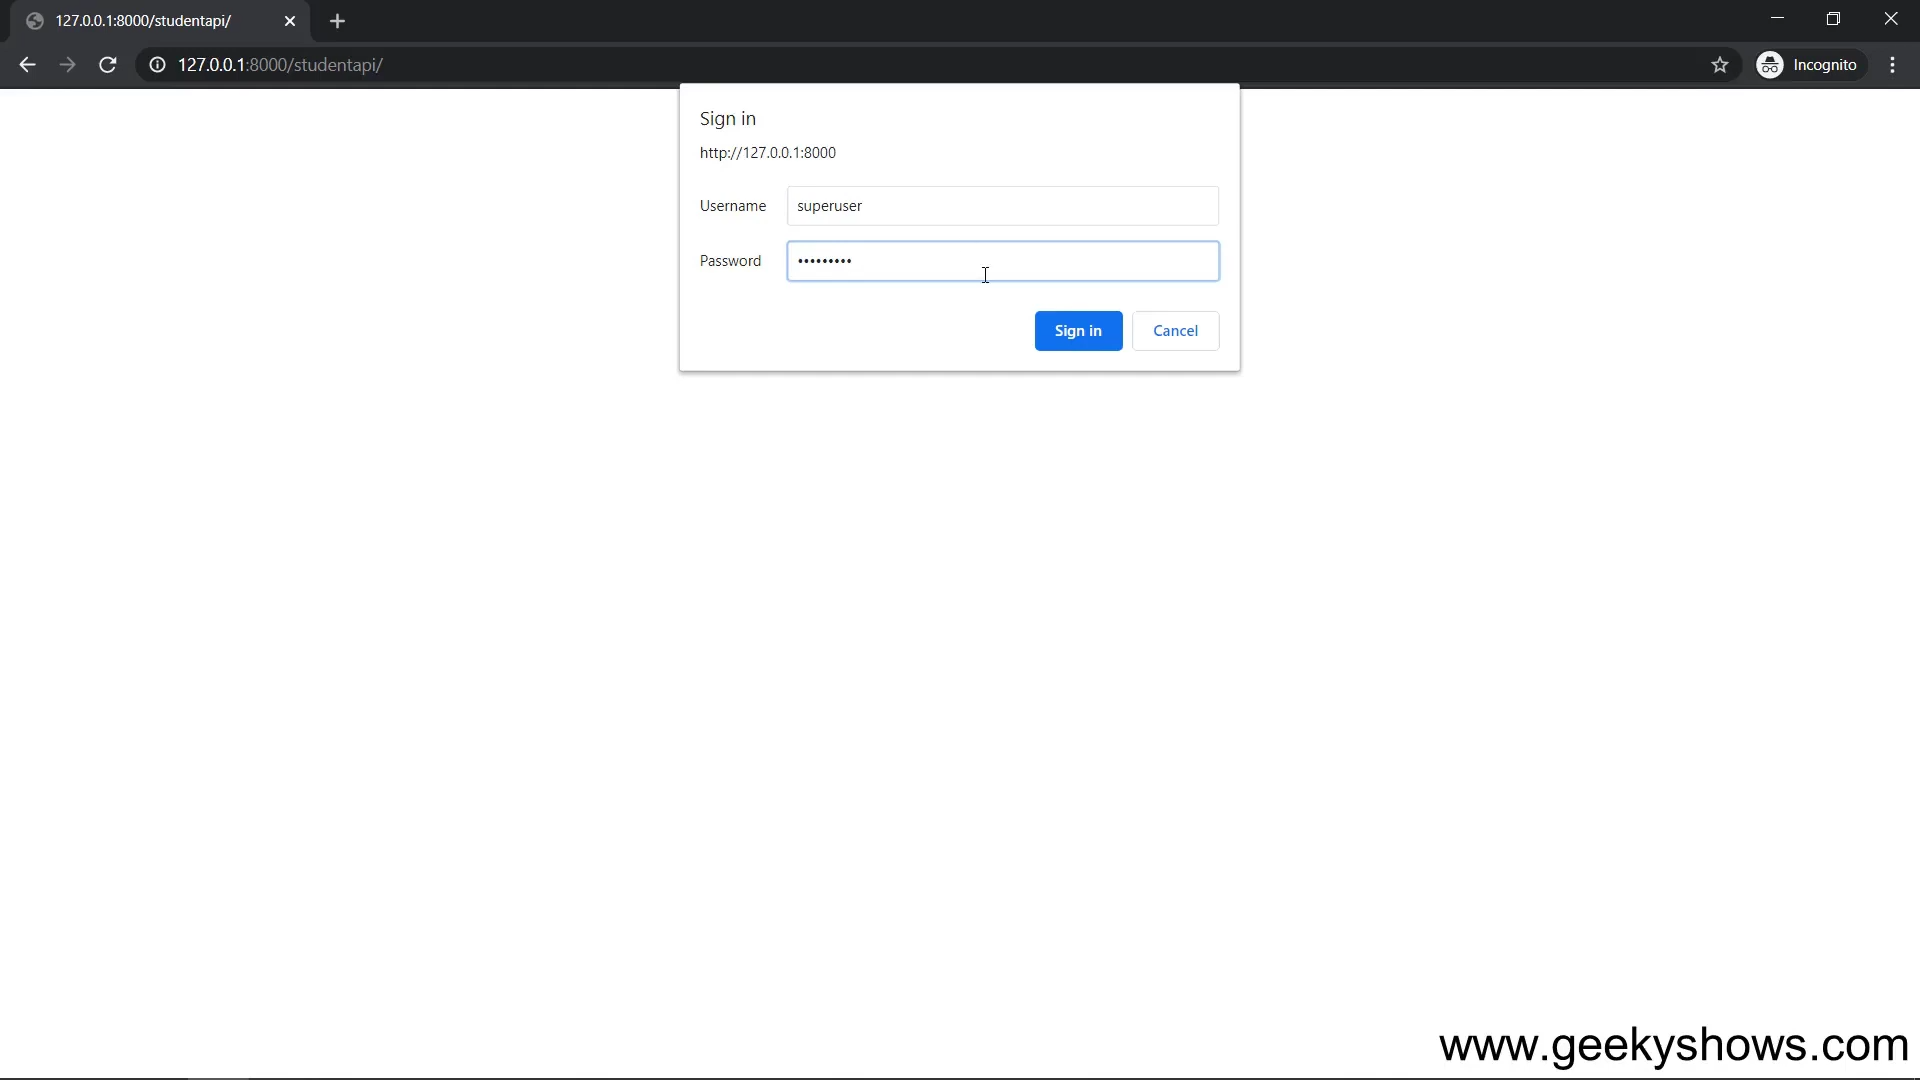 127.0.0.1:8000/studentapi/
127.0.0.1:8000/studentapi/
Incognito
Sign in
http://127.0.0.1:8000
Username superuser
Password •••••••••
Sign in Cancel
www.geekyshows.com